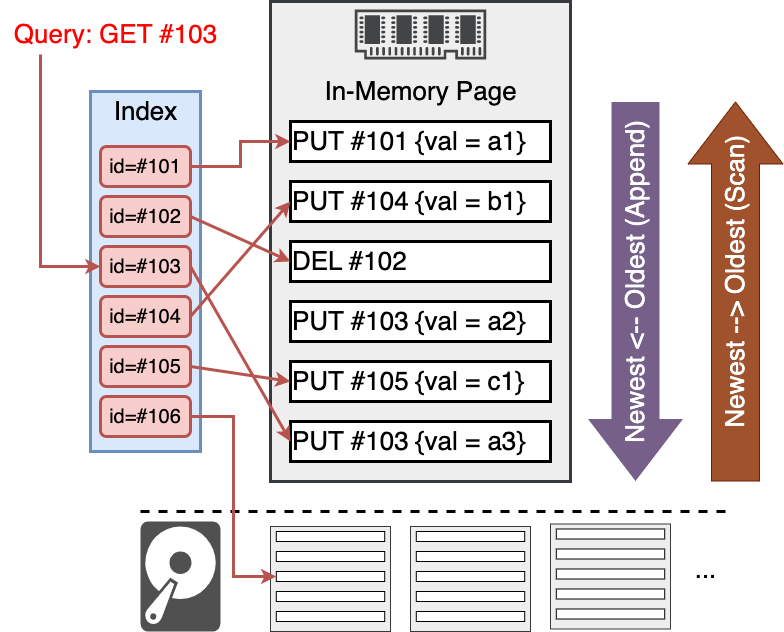 Query: GET #103
Index
id=#101
id=#102
id=#103
id=#104
id=#105
id=#106
In-Memory Page
PUT #101 {val = a1}
PUT #104 {val = b1}
DEL #102
PUT #103 {val = a2}
PUT #105 {val = c1}
PUT #103 {val = a3}
Newest <-- Oldest (Append)
Newest --> Oldest (Scan)
...